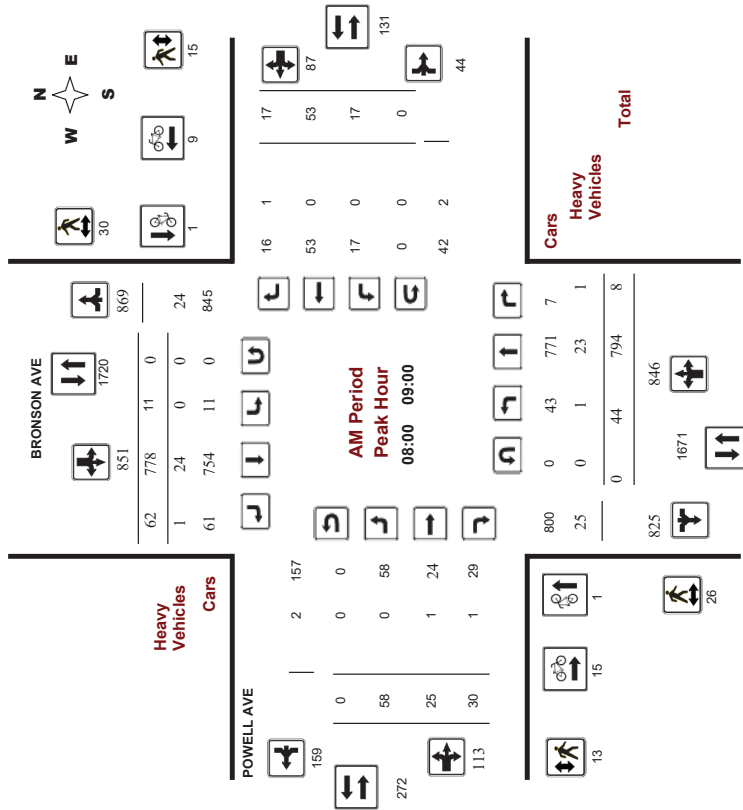 N
W E
S
30
15
1
9
BRONSON AVE
1720
851
869
62 778 11 0
1 24 0 0 24
61 754 11 0 845
Heavy
Vehicles
Cars
POWELL AVE
159
272
113
2 157
0 0 0
58 0 58
25 1 24
30 1 29
AM Period
Peak Hour
08:00 09:00
16 1 17
53 0 53
17 0 17
0 0 0
42 2
87
131
44
Cars
Heavy
Vehicles
Total
800 0 43 771 7
25 0 1 23 1
0 44 794 8
825
846
1671
13
15
1
26